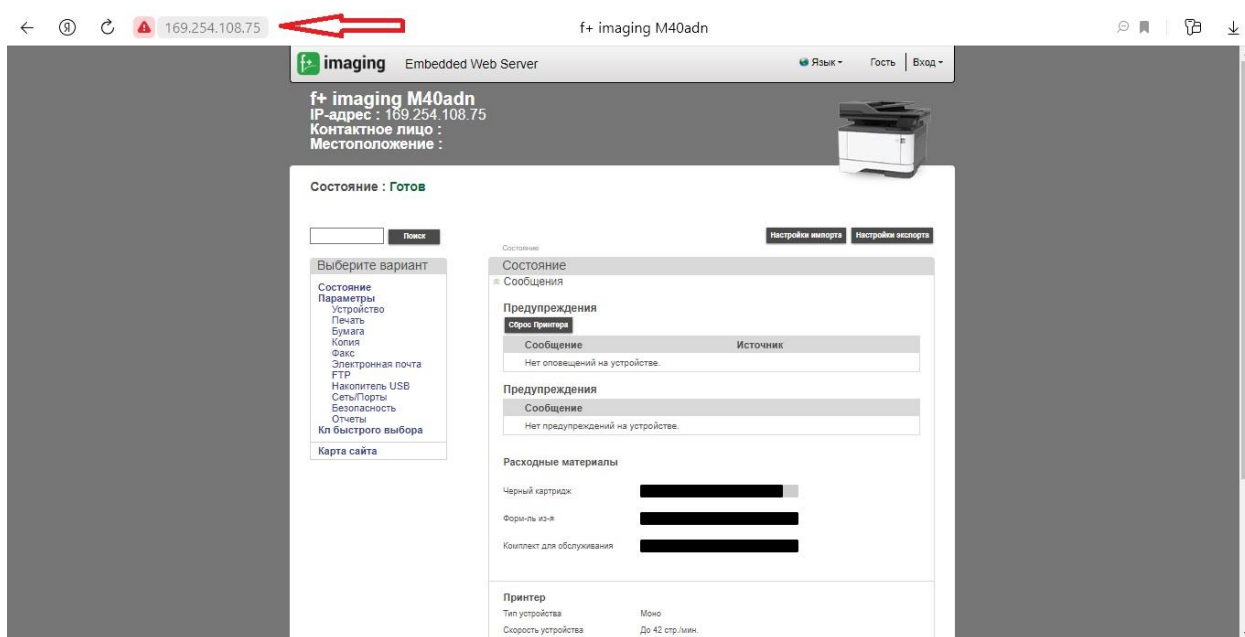 169.254.108.75
f+ imaging M40adn
f+ imaging Embedded Web Server Язык Гость Вход
f+ imaging M40adn
IP-адрес : 169.254.108.75
Контактное лицо :
Местоположение :
Состояние : Готов
Поиск
Настройки импорта Настройки экспорта
Состояние
Выберите вариант
Состояние
Параметры
Устройство
Печать
Бумага
Копия
Факс
Электронная почта
FTP
Накопитель USB
Сеть/Порты
Безопасность
Отчеты
Кл быстрого выбора
Карта сайта
Состояние
Сообщения
Предупреждения
Сброс Принтера
Сообщение Источник
Нет оповещений на устройстве.
Предупреждения
Сообщение
Нет предупреждений на устройстве.
Расходные материалы
Черный картридж
Форм-ль из-я
Комплект для обслуживания
Принтер
Тип устройства Моно
Скорость устройства До 42 стр./мин.